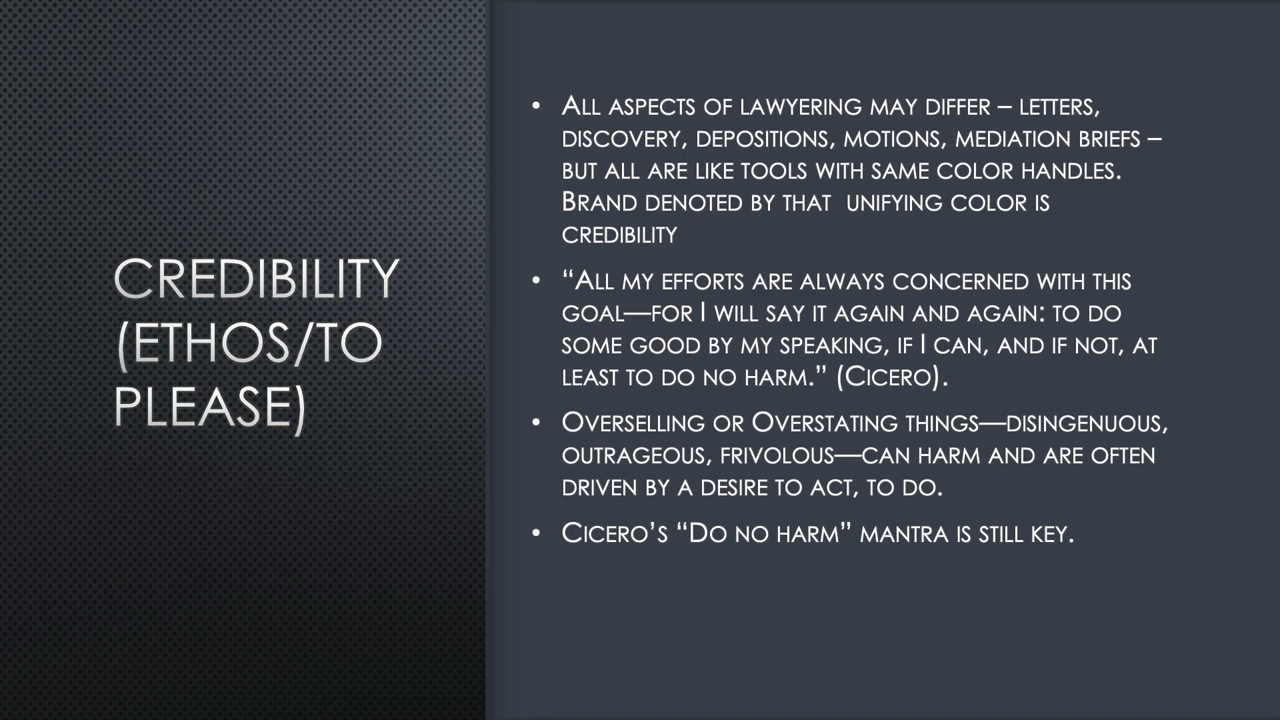 CREDIBILITY
(ETHOS/TO
PLEASE)
• All aspects of lawyering may differ – letters,
discovery, depositions, motions, mediation briefs –
but all are like tools with same color handles.
Brand denoted by that  unifying color is
credibility
• “All my efforts are always concerned with this
goal—for I will say it again and again: to do
some good by my speaking, if I can, and if not, at
least to do no harm.” (Cicero).
• Overselling or Overstating things—disingenuous,
outrageous, frivolous—can harm and are often
driven by a desire to act, to do.
• Cicero’s “Do no harm” mantra is still key.